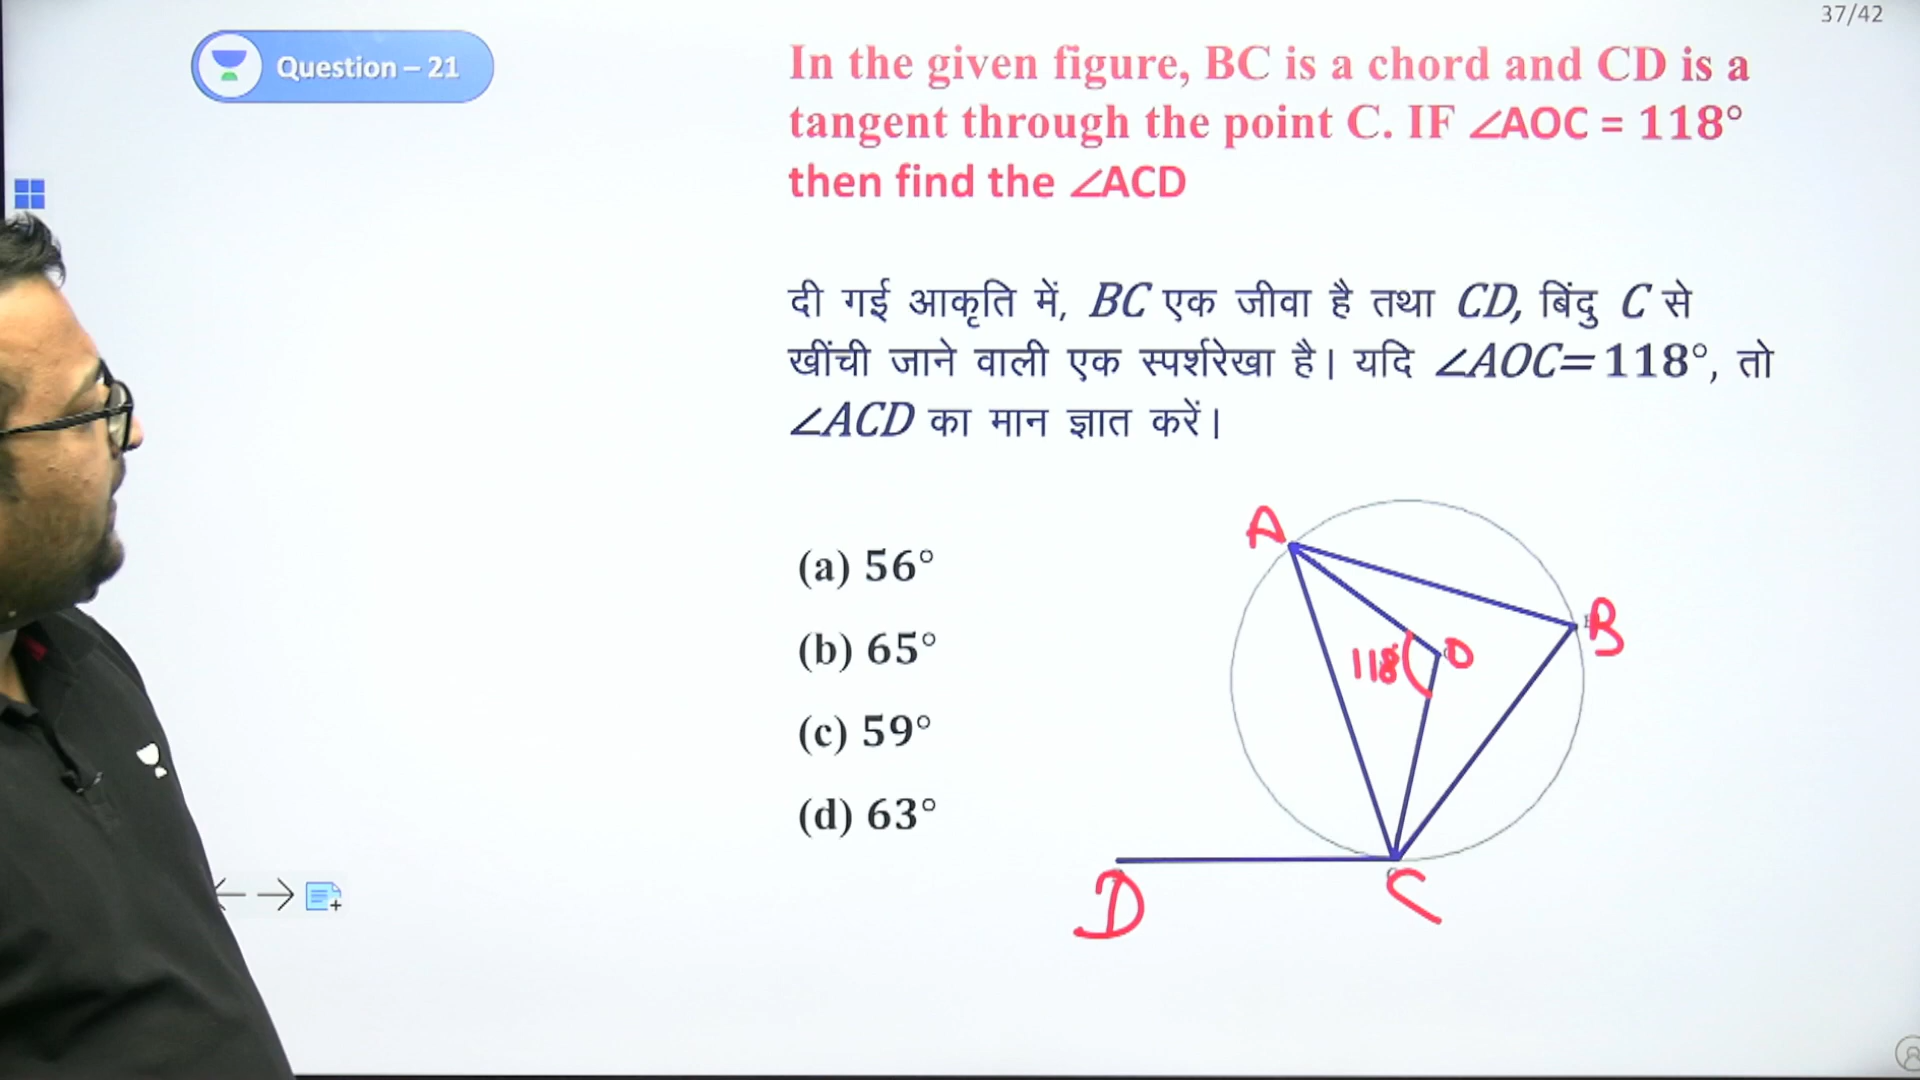 37/42
Question – 21
In the given figure, BC is a chord and CD is a
tangent through the point C. IF ∠AOC = 118°
then find the ∠ACD
दी गई आकृति में, BC एक जीवा है तथा CD, बिंदु C से
खींची जाने वाली एक स्पर्शरेखा है। यदि ∠AOC=118°, तो
∠ACD का मान ज्ञात करें।
(a) 56°
(b) 65°
(c) 59°
(d) 63°
A
B
118°
O
D
C